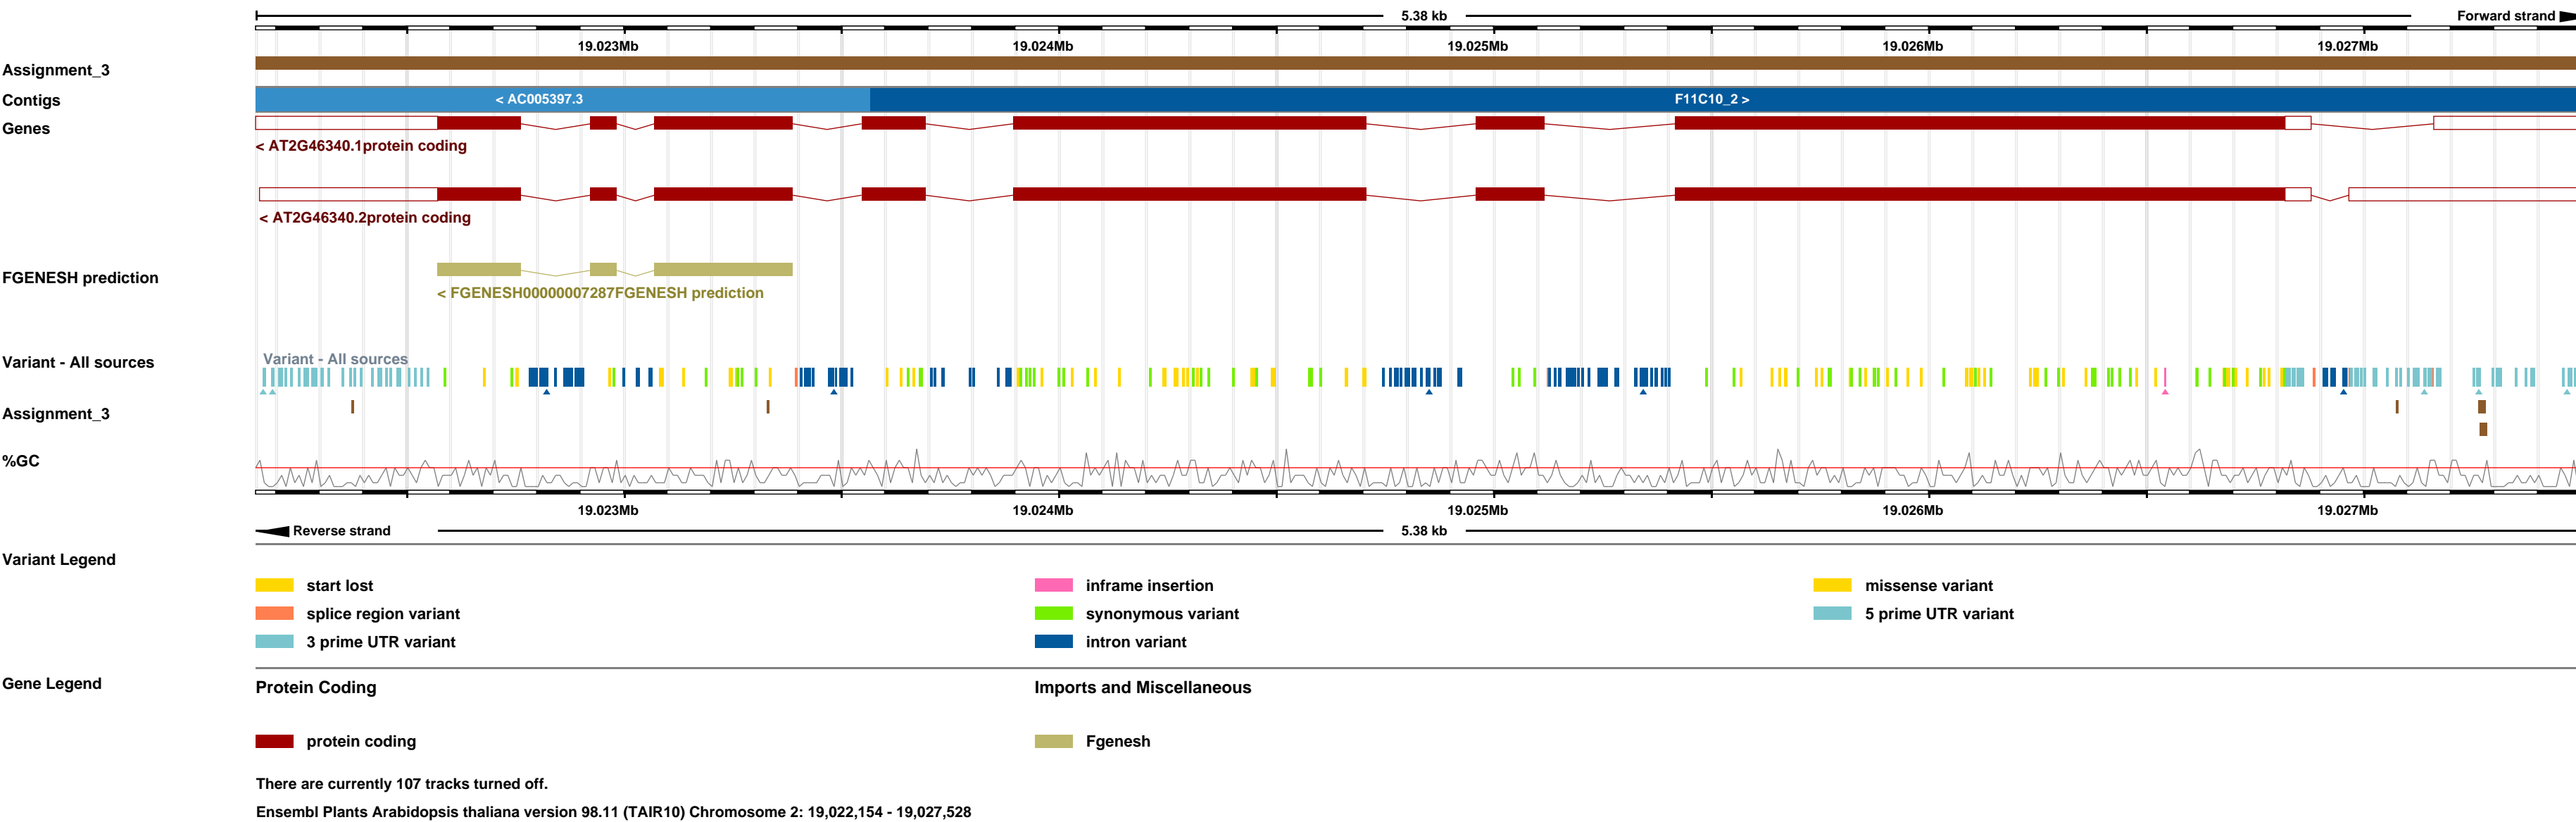 5.38 kb Forward strand
19.023Mb 19.024Mb 19.025Mb 19.026Mb 19.027Mb
Assignment_3
Contigs < AC005397.3 F11C10_2 >
Genes
< AT2G46340.1protein coding
< AT2G46340.2protein coding
FGENESH prediction
< FGENESH00000007287FGENESH prediction
Variant - All sources Variant - All sources
Assignment_3
%GC
19.023Mb 19.024Mb 19.025Mb 19.026Mb 19.027Mb
Reverse strand 5.38 kb
Variant Legend
start lost inframe insertion missense variant
splice region variant synonymous variant 5 prime UTR variant
3 prime UTR variant intron variant
Gene Legend Protein Coding Imports and Miscellaneous
protein coding Fgenesh
There are currently 107 tracks turned off.
Ensembl Plants Arabidopsis thaliana version 98.11 (TAIR10) Chromosome 2: 19,022,154 - 19,027,528